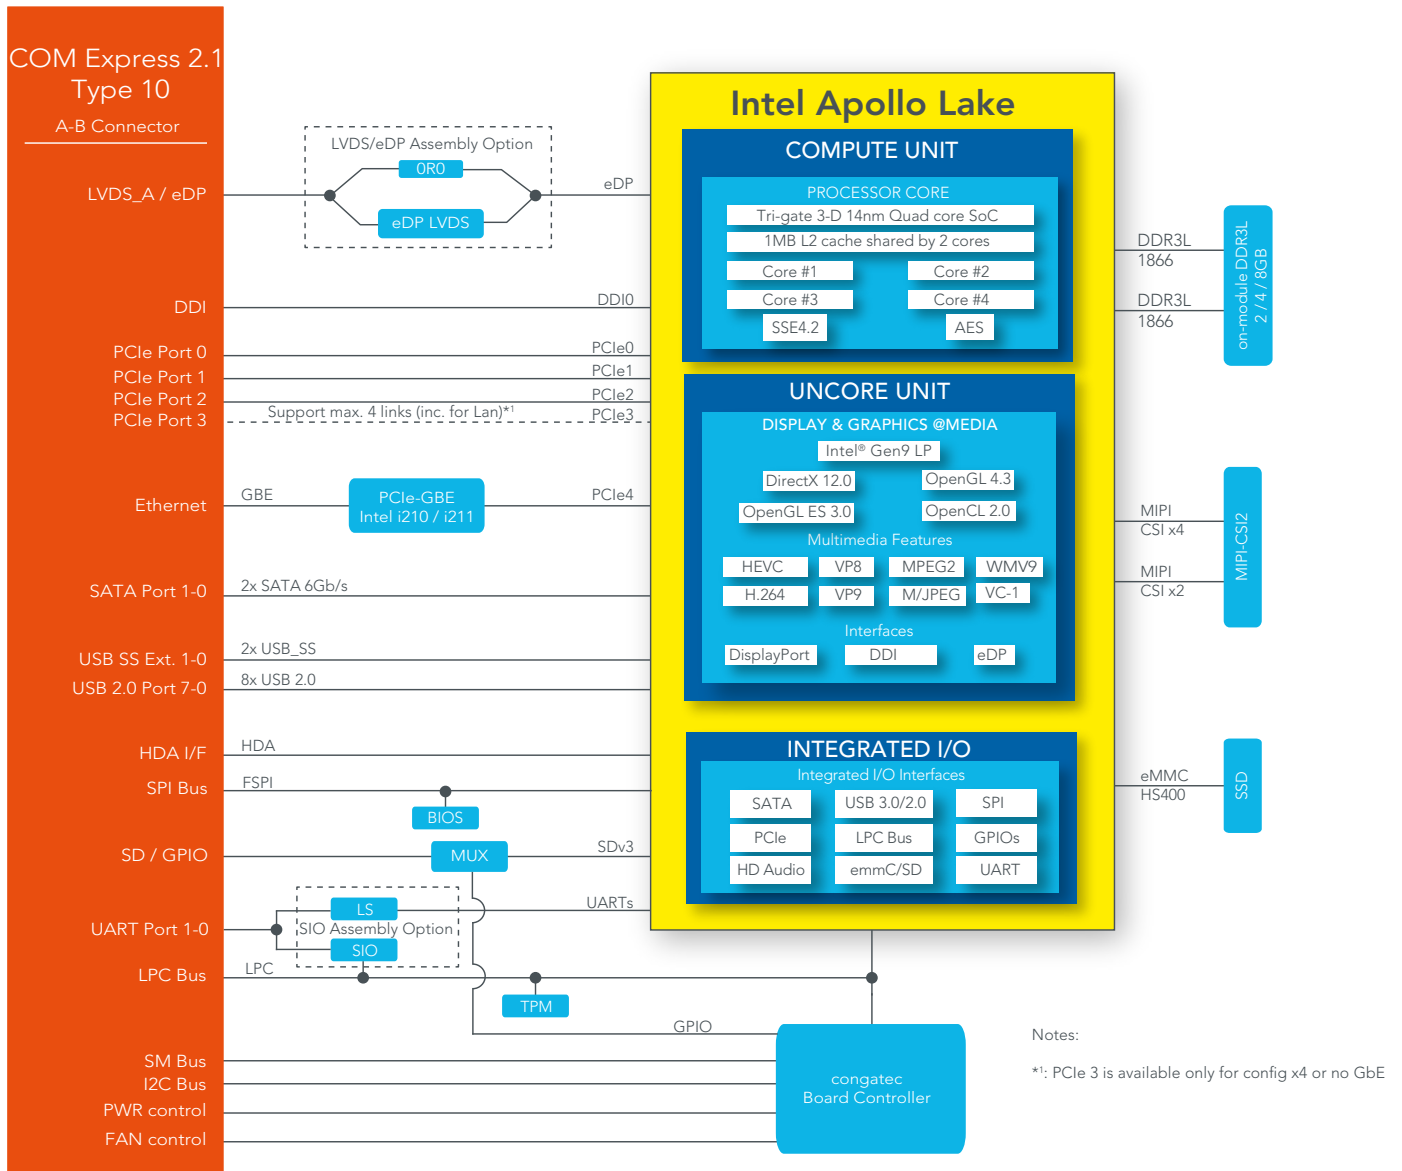 COM Express 2.1
Type 10
A-B Connector
LVDS_A / eDP
DDI
PCIe Port 0
PCIe Port 1
PCIe Port 2
PCIe Port 3
Ethernet
SATA Port 1-0
USB SS Ext. 1-0
USB 2.0 Port 7-0
HDA I/F
SPI Bus
SD / GPIO
UART Port 1-0
LPC Bus
SM Bus
I2C Bus
PWR control
FAN control
LVDS/eDP Assembly Option
0R0
eDP LVDS
eDP
DDI0
PCIe0
PCIe1
PCIe2
Support max. 4 links (inc. for Lan)*¹
PCIe3
GBE
PCIe-GBE
Intel i210 / i211
PCIe4
2x SATA 6Gb/s
2x USB_SS
8x USB 2.0
HDA
FSPI
BIOS
MUX
SDv3
LS
UARTs
SIO Assembly Option
SIO
LPC
TPM
GPIO
Intel Apollo Lake
COMPUTE UNIT
PROCESSOR CORE
Tri-gate 3-D 14nm Quad core SoC
1MB L2 cache shared by 2 cores
Core #1
Core #2
Core #3
Core #4
SSE4.2
AES
UNCORE UNIT
DISPLAY & GRAPHICS @MEDIA
Intel® Gen9 LP
DirectX 12.0
OpenGL 4.3
OpenGL ES 3.0
OpenCL 2.0
Multimedia Features
HEVC
VP8
MPEG2
WMV9
H.264
VP9
M/JPEG
VC-1
Interfaces
DisplayPort
DDI
eDP
INTEGRATED I/O
Integrated I/O Interfaces
SATA
USB 3.0/2.0
SPI
PCIe
LPC Bus
GPIOs
HD Audio
emmC/SD
UART
congatec
Board Controller
DDR3L
1866
DDR3L
1866
on-module DDR3L
2 / 4 / 8GB
MIPI
CSI x4
MIPI
CSI x2
MIPI-CSI2
eMMC
HS400
SSD
Notes:
*¹: PCIe 3 is available only for config x4 or no GbE